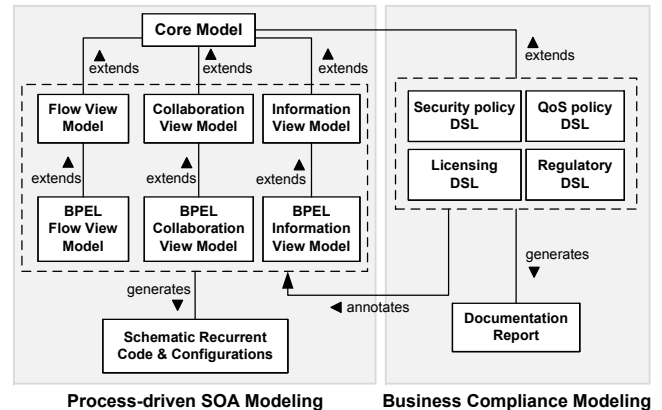 Core Model
extends
extends
extends
extends
Flow View
Model
Collaboration
View Model
Information
View Model
extends
extends
extends
BPEL
Flow View
Model
BPEL
Collaboration
View Model
BPEL
Information
View Model
generates
Schematic Recurrent
Code & Configurations
Security policy
DSL
QoS policy
DSL
Licensing
DSL
Regulatory
DSL
generates
annotates
Documentation
Report
Process-driven SOA Modeling
Business Compliance Modeling